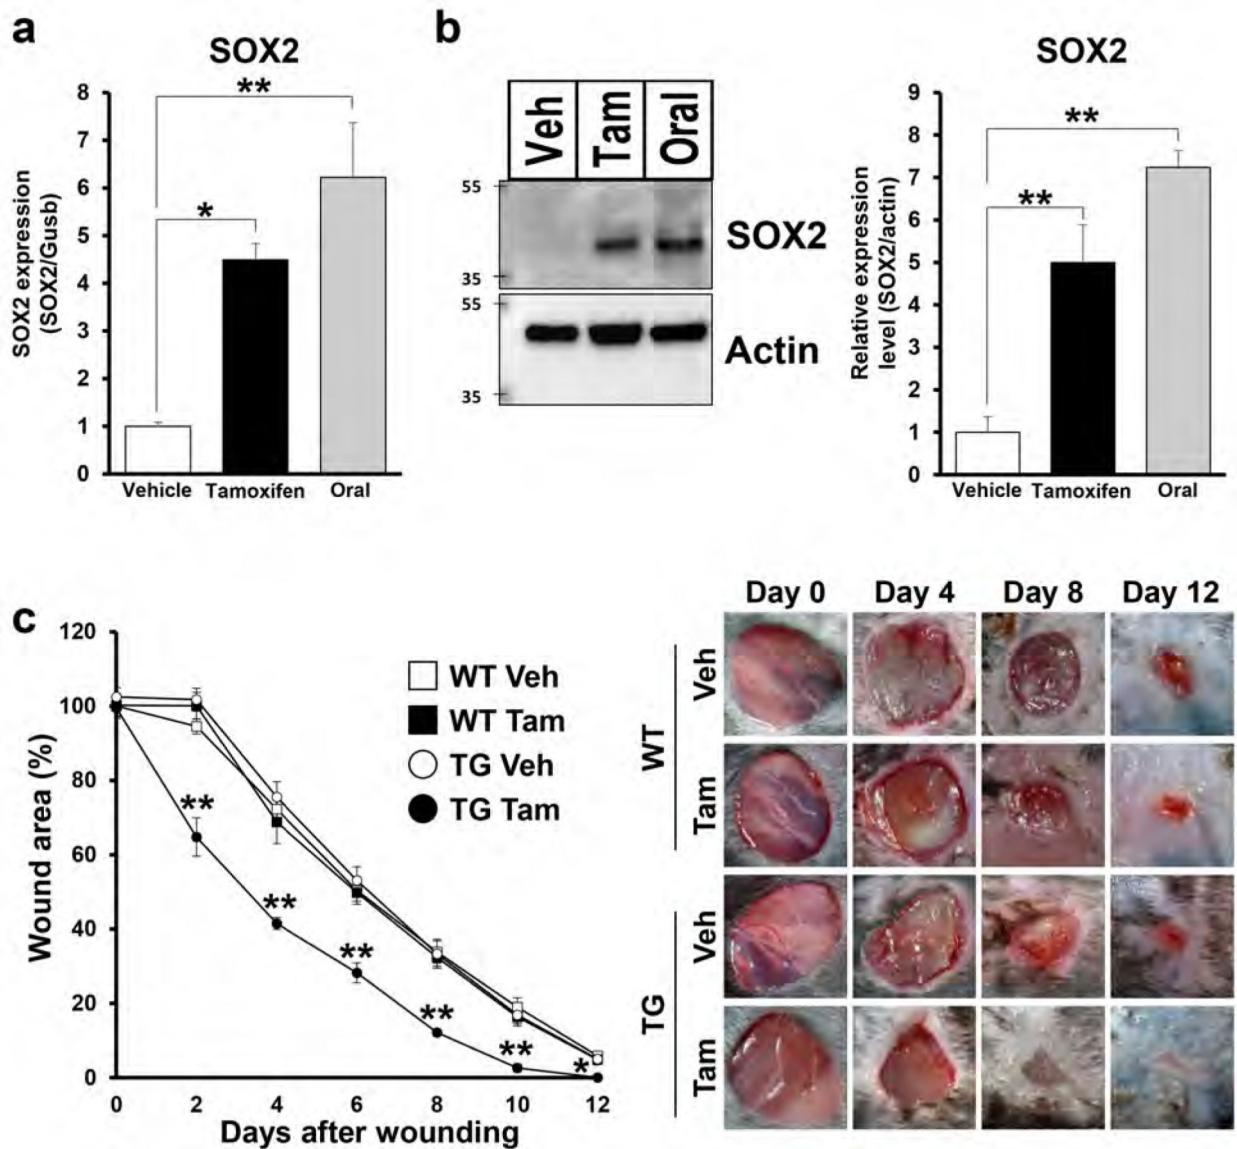 a
SOX2
SOX2 expression
(SOX2/Gusb)
8
7
6
5
4
3
2
1
0
**
*
Vehicle Tamoxifen Oral
b
Veh Tam Oral
55
35
SOX2
55
35
Actin
SOX2
Relative expression
level (SOX2/actin)
9
8
7
6
5
4
3
2
1
0
**
**
Vehicle Tamoxifen Oral
c
Wound area (%)
120
100
80
60
40
20
0
WT Veh
WT Tam
TG Veh
TG Tam
**
**
**
**
**
*
0 2 4 6 8 10 12
Days after wounding
Day 0 Day 4 Day 8 Day 12
WT
Veh
Tam
TG
Veh
Tam